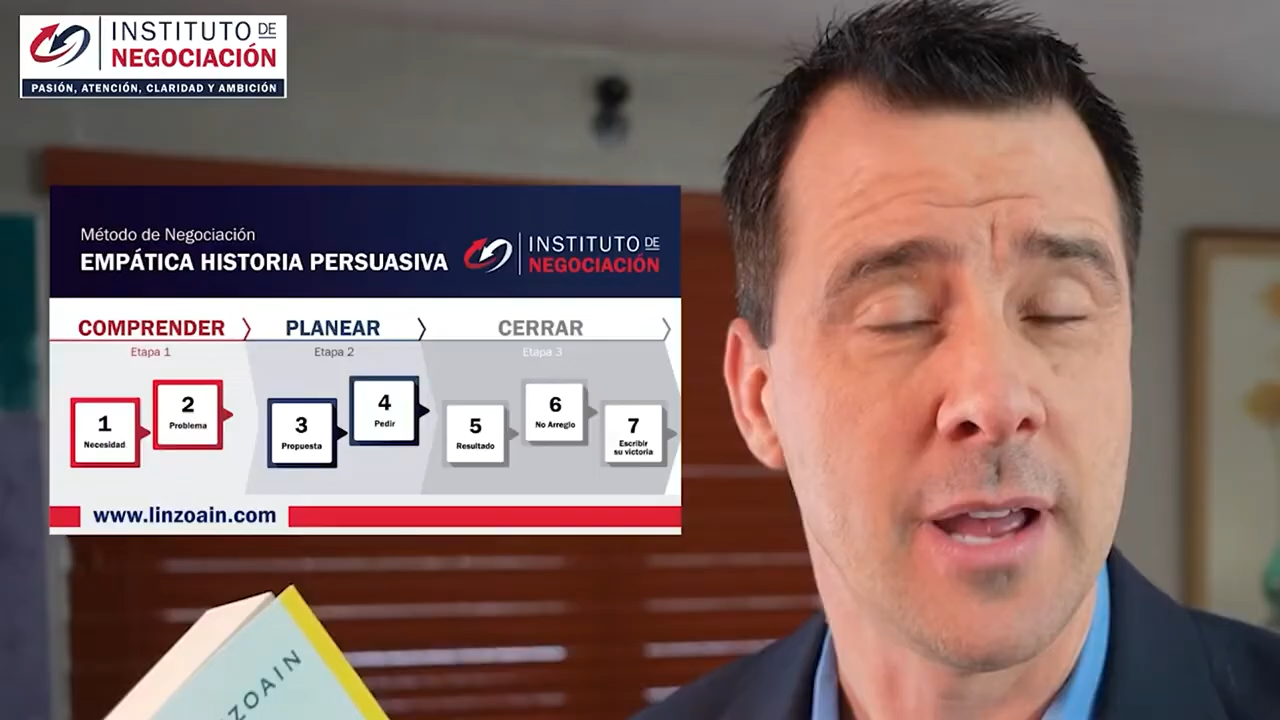 INSTITUTO DE
NEGOCIACIÓN
PASIÓN, ATENCIÓN, CLARIDAD Y AMBICIÓN
Método de Negociación
EMPÁTICA HISTORIA PERSUASIVA
INSTITUTO DE
NEGOCIACIÓN
COMPRENDER
PLANEAR
CERRAR
Etapa 1
Etapa 2
Etapa 3
1
Necesidad
2
Problema
3
Propuesta
4
Pedir
5
Resultado
6
No Arreglo
7
Escribir
su victoria
www.linzoain.com
ZOAIN